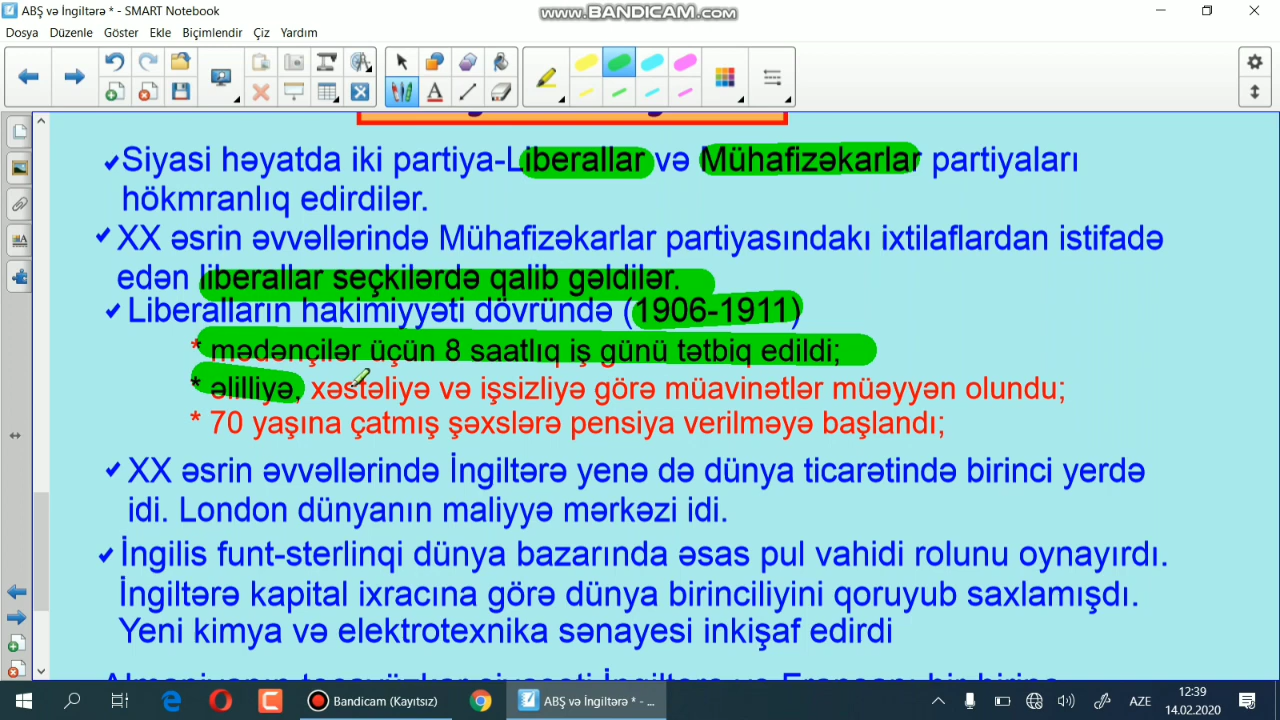 ABŞ və İngiltərə * - SMART Notebook
www.BANDICAM.com
Dosya Düzenle Göster Ekle Biçimlendir Çiz Yardım
✓Siyasi həyatda iki partiya-Liberallar və Mühafizəkarlar partiyaları
hökmranlıq edirdilər.
✓XX əsrin əvvəllərində Mühafizəkarlar partiyasındakı ixtilaflardan istifadə
edən liberallar seçkilərdə qalib gəldilər.
✓Liberalların hakimiyyəti dövründə (1906-1911)
* mədənçilər üçün 8 saatlıq iş günü tətbiq edildi;
* əlilliyə, xəstəliyə və işsizliyə görə müavinətlər müəyyən olundu;
* 70 yaşına çatmış şəxslərə pensiya verilməyə başlandı;
✓XX əsrin əvvəllərində İngiltərə yenə də dünya ticarətində birinci yerdə
idi. London dünyanın maliyyə mərkəzi idi.
✓İngilis funt-sterlinqi dünya bazarında əsas pul vahidi rolunu oynayırdı.
İngiltərə kapital ixracına görə dünya birinciliyini qoruyub saxlamışdı.
Yeni kimya və elektrotexnika sənayesi inkişaf edirdi
Bandicam (Kayıtsız)
ABŞ və İngiltərə * - ...
AZE
12:39
14.02.2020